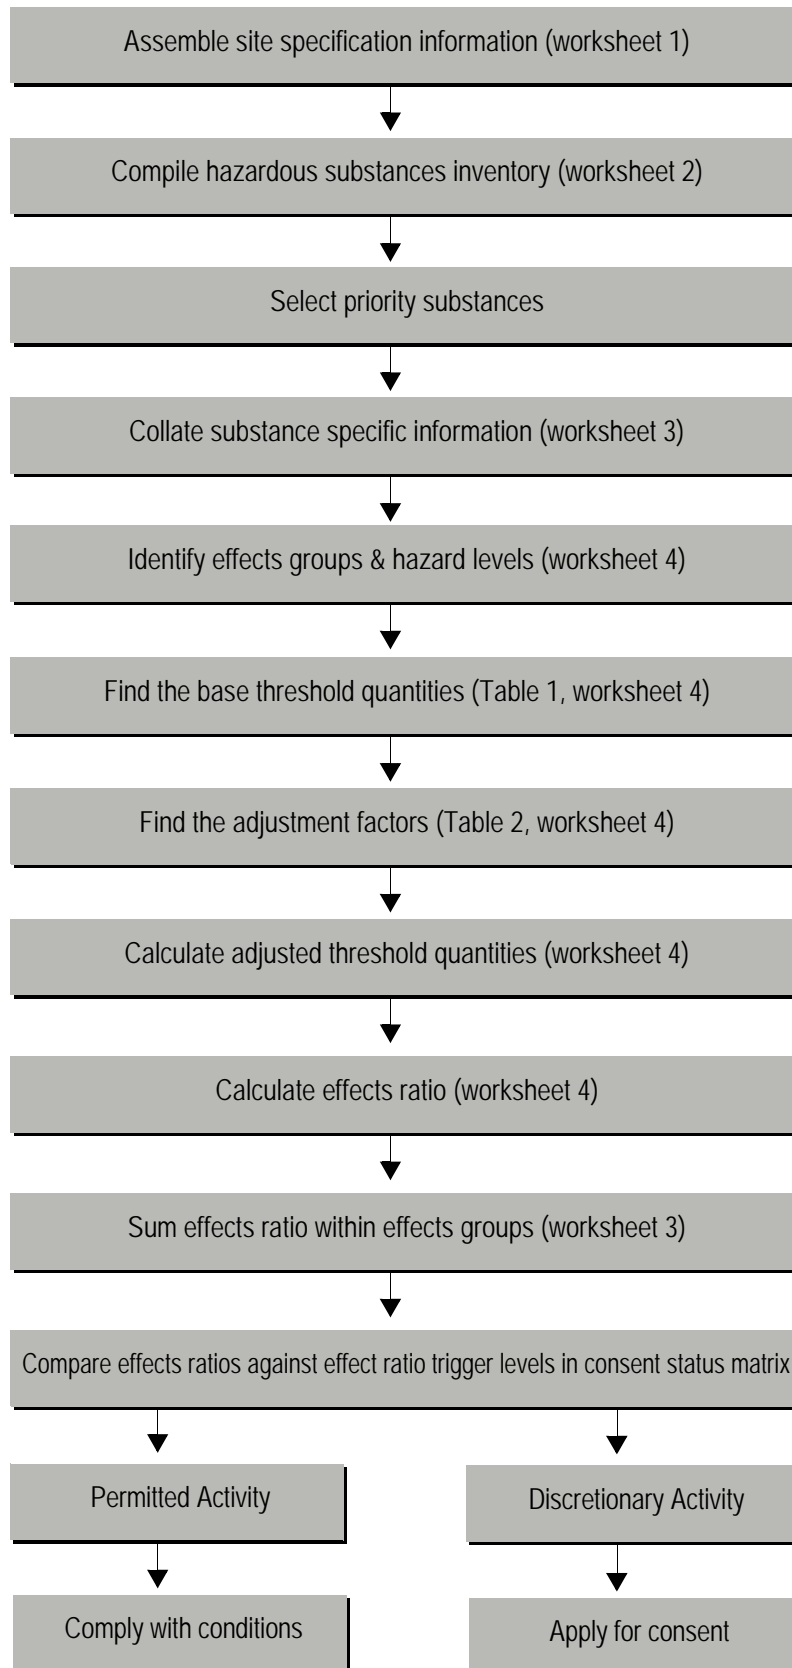 Assemble site specification information (worksheet 1)
Compile hazardous substances inventory (worksheet 2)
Select priority substances
Collate substance specific information (worksheet 3)
Identify effects groups & hazard levels (worksheet 4)
Find the base threshold quantities (Table 1, worksheet 4)
Find the adjustment factors (Table 2, worksheet 4)
Calculate adjusted threshold quantities (worksheet 4)
Calculate effects ratio (worksheet 4)
Sum effects ratio within effects groups (worksheet 3)
Compare effects ratios against effect ratio trigger levels in consent status matrix
Permitted Activity
Discretionary Activity
Comply with conditions
Apply for consent